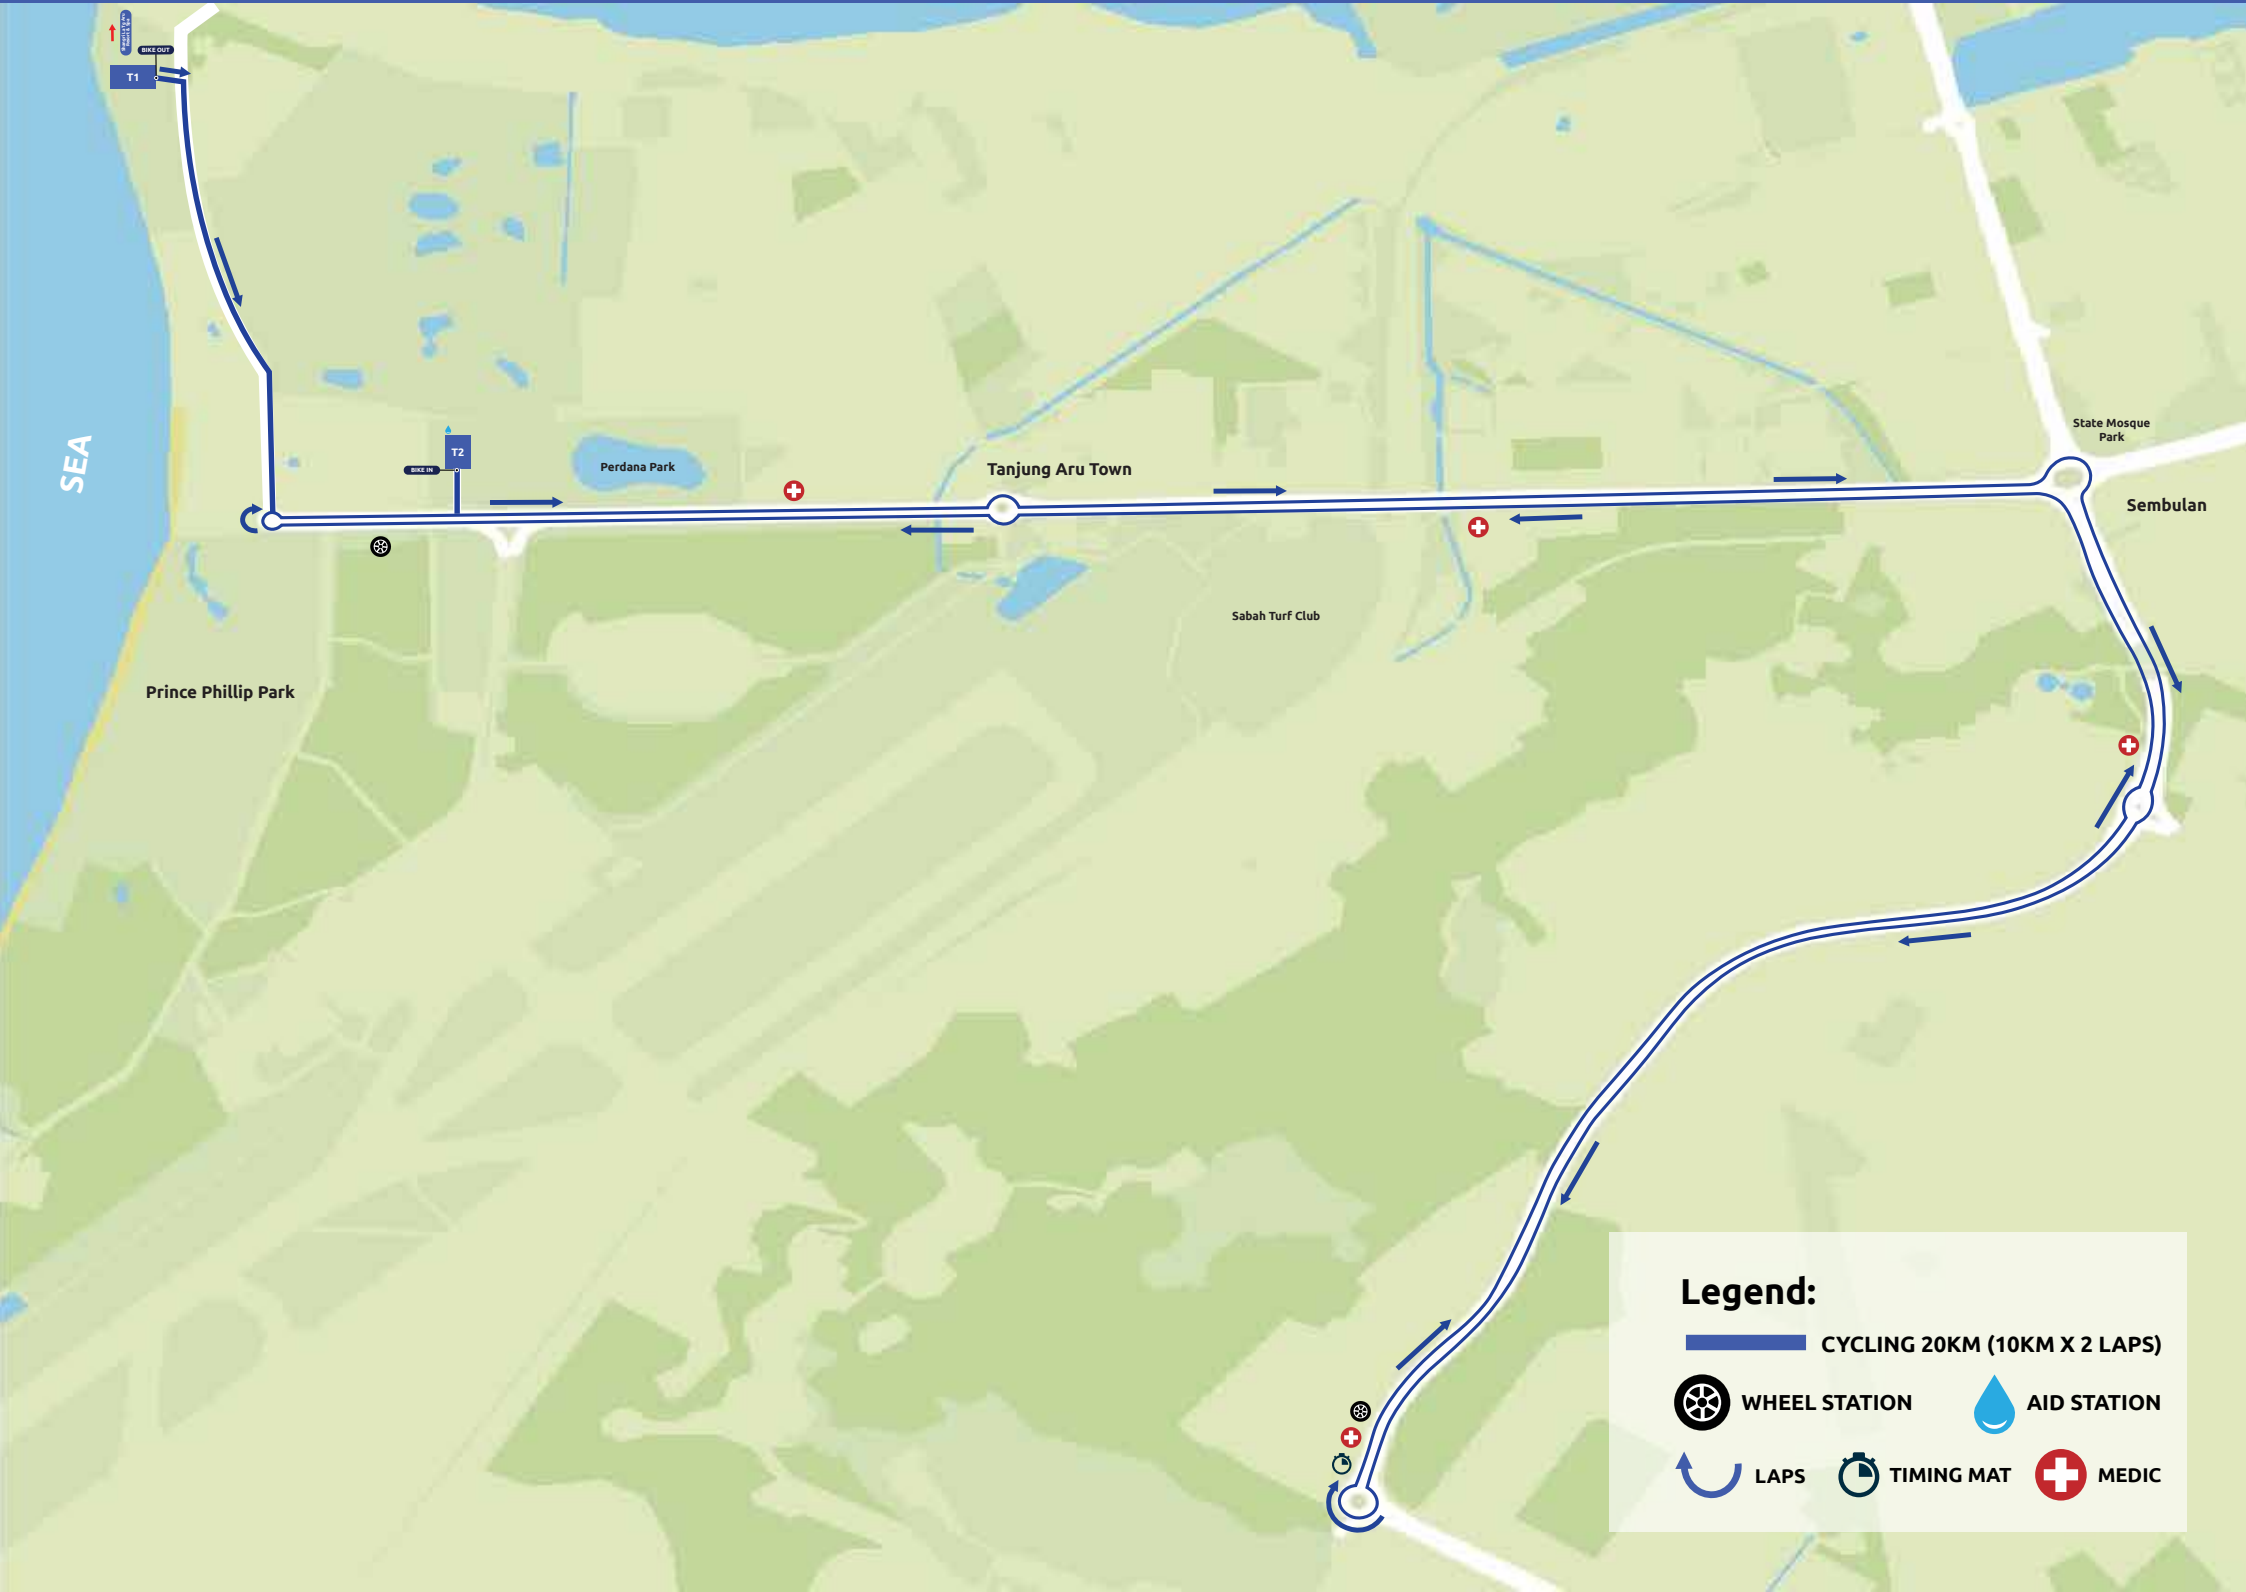 BIKE OUT
T1
SEA
T2
BIKE IN
Perdana Park
Tanjung Aru Town
State Mosque
Park
Sembulan
Sabah Turf Club
Prince Phillip Park
Legend:
CYCLING 20KM (10KM X 2 LAPS)
WHEEL STATION
AID STATION
LAPS
TIMING MAT
MEDIC